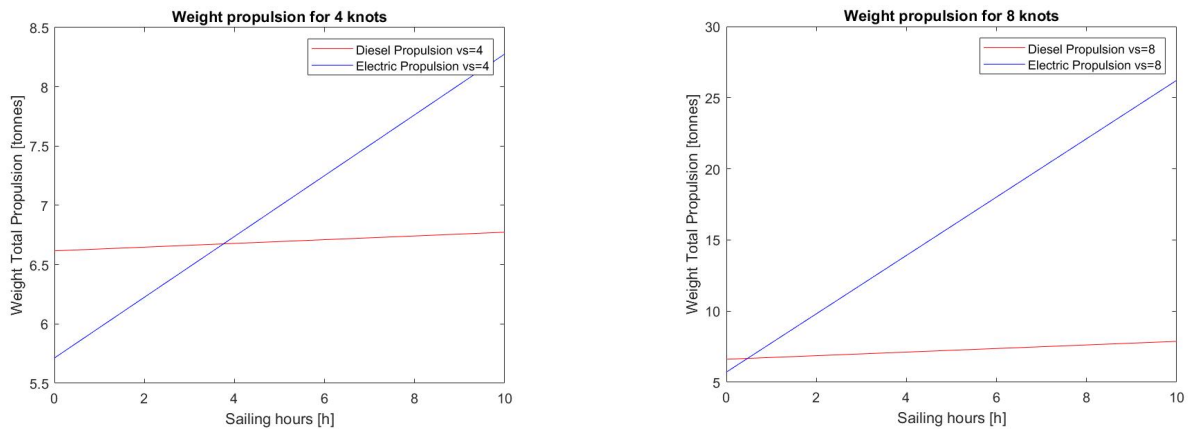 Weight propulsion for 4 knots
8.5
8
7.5
7
6.5
6
5.5
Weight Total Propulsion [tonnes]
Diesel Propulsion vs=4
Electric Propulsion vs=4
0 2 4 6 8 10
Sailing hours [h]
Weight propulsion for 8 knots
30
25
20
15
10
5
Weight Total Propulsion [tonnes]
Diesel Propulsion vs=8
Electric Propulsion vs=8
0 2 4 6 8 10
Sailing hours [h]